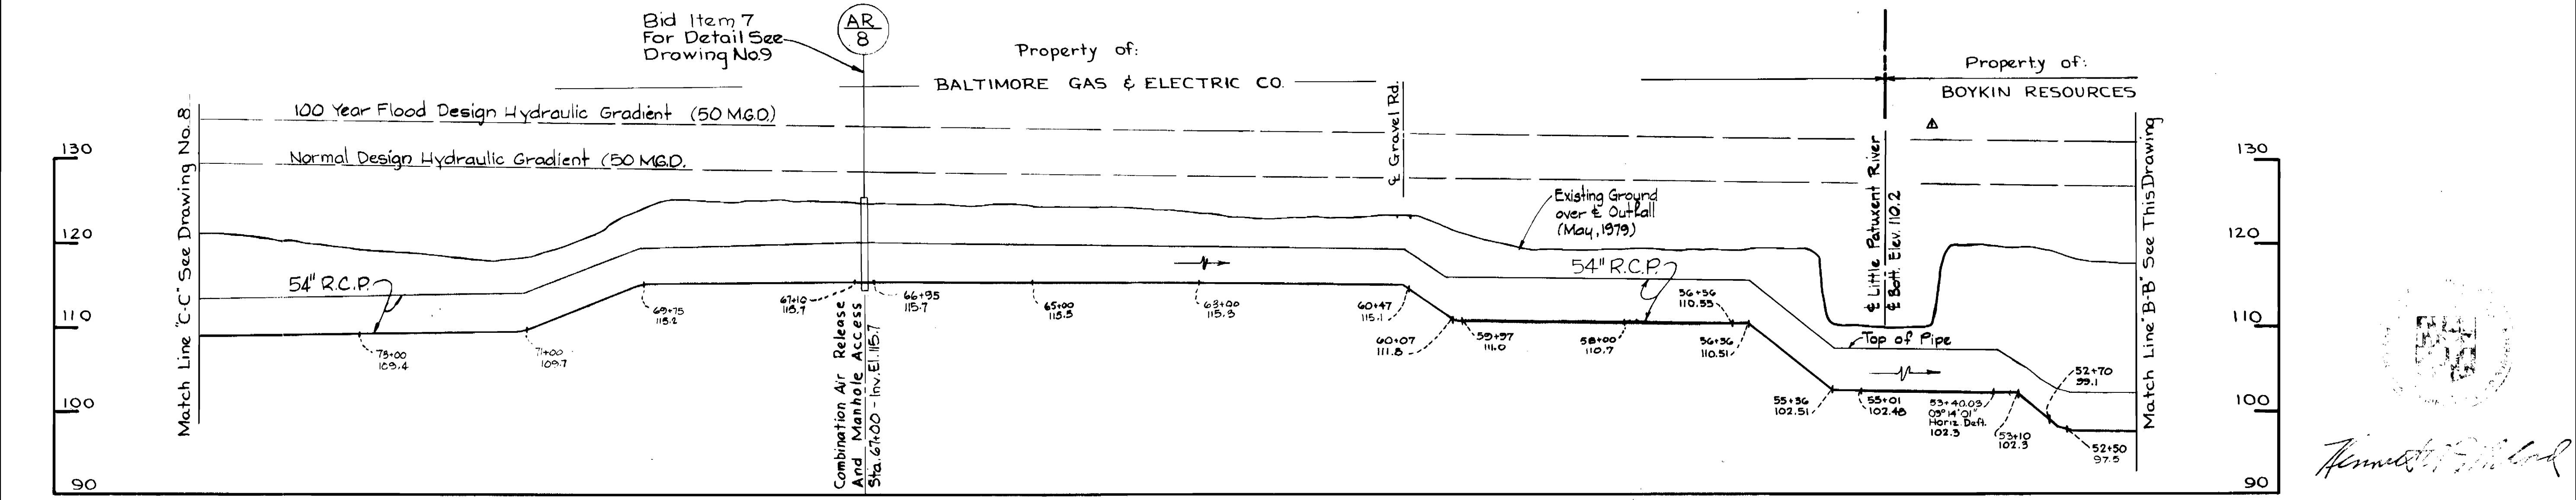 Bid Item 7
For Detail See
Drawing No.9
AR
8
Property of:
BALTIMORE GAS & ELECTRIC CO.
Property of:
BOYKIN RESOURCES
100 Year Flood Design Hydraulic Gradient (50 M.G.D.)
Normal Design Hydraulic Gradient (50 M.G.D.
Match Line "C-C" See Drawing No. 8
℄ Gravel Rd.
℄ Little Patuxent River
℄ Bott. Elev. 110.2
Match Line "B-B" See This Drawing
130
120
110
100
90
130
120
110
100
90
Existing Ground
over ℄ Outfall
(May, 1979)
54" R.C.P.
54" R.C.P.
Top of Pipe
73+00
109.4
71+00
109.7
69+75
115.2
67+10
115.7
66+95
115.7
Combination Air Release
And Manhole Access
Sta. 67+00 - Inv. El. 115.7
65+00
115.5
63+00
115.3
60+47
115.1
60+07
111.8
59+97
111.0
58+00
110.7
56+56
110.55
56+36
110.51
55+36
102.51
55+01
102.48
53+40.03
03°14'01"
Horiz. Defl.
102.3
53+10
102.3
52+70
99.1
52+50
97.5